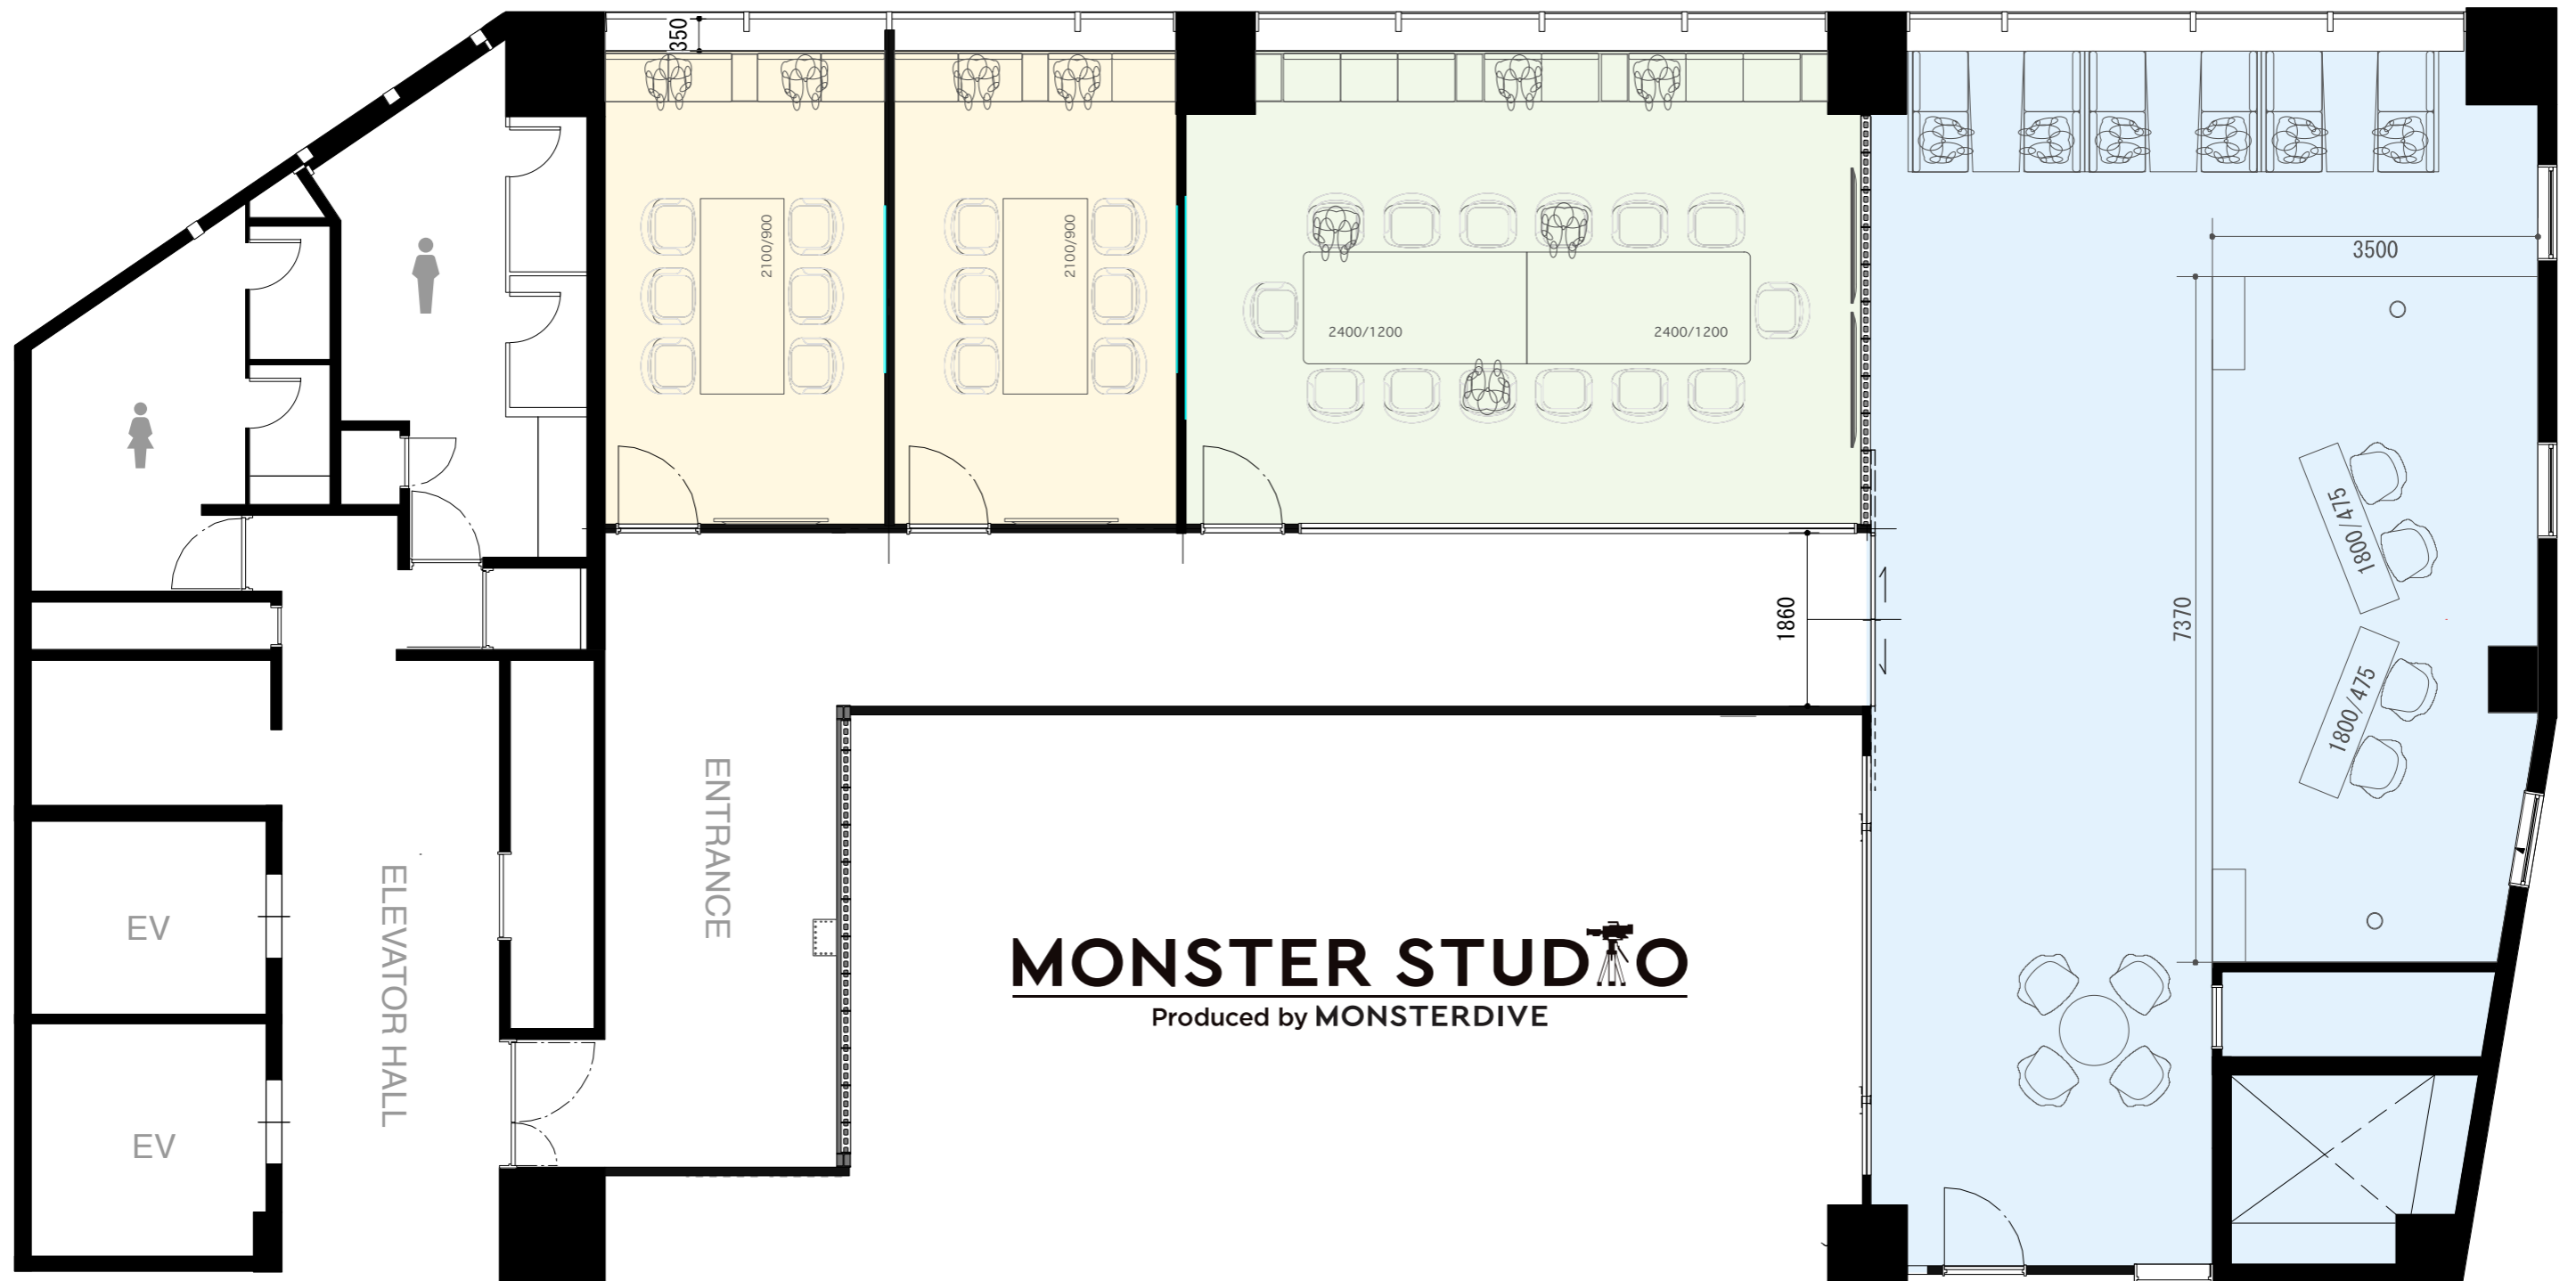 350
2100/900
2100/900
2400/1200
2400/1200
3500
7370
1800/475
1800/475
1860
ENTRANCE
ELEVATOR HALL
EV
EV
MONSTER STUDIO
Produced by MONSTERDIVE